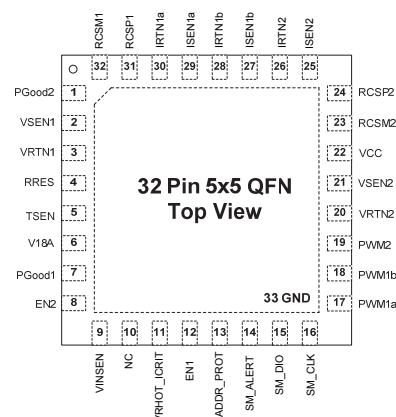 RCSM1
RCSP1
IRTN1a
ISEN1a
IRTN1b
ISEN1b
IRTN2
ISEN2
32 31 30 29 28 27 26 25
PGood2 1
VSEN1 2
VRTN1 3
RRES 4
TSEN 5
V18A 6
PGood1 7
EN2 8
32 Pin 5x5 QFN
Top View
33 GND
24 RCSP2
23 RCSM2
22 VCC
21 VSEN2
20 VRTN2
19 PWM2
18 PWM1b
17 PWM1a
9 10 11 12 13 14 15 16
VINSEN
NC
VRHOT_ICRIT
EN1
ADDR_PROT
SM_ALERT
SM_DIO
SM_CLK